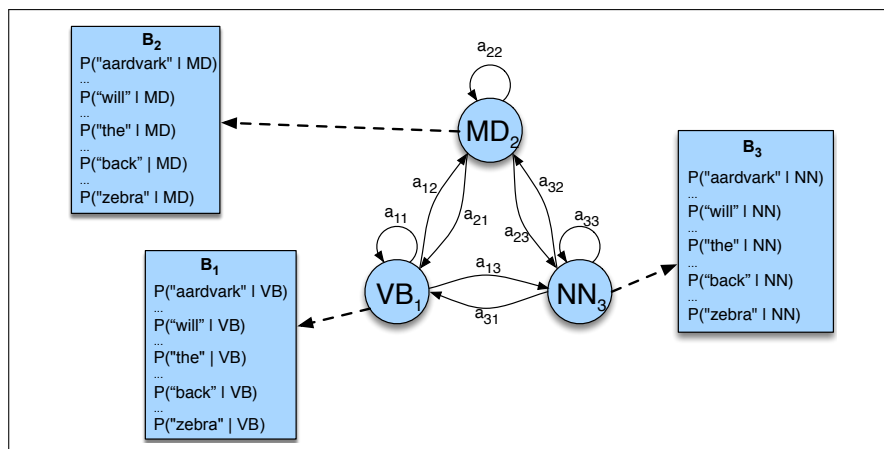 B2
P("aardvark" | MD)
...
P(“will” | MD)
...
P("the" | MD)
...
P(“back” | MD)
...
P("zebra" | MD)
a22
MD2
a12
a21
a32
a23
a11
a33
VB1
a13
a31
NN3
B1
P("aardvark" | VB)
...
P(“will” | VB)
...
P("the" | VB)
...
P(“back” | VB)
...
P("zebra" | VB)
B3
P("aardvark" | NN)
...
P(“will” | NN)
...
P("the" | NN)
...
P(“back” | NN)
...
P("zebra" | NN)